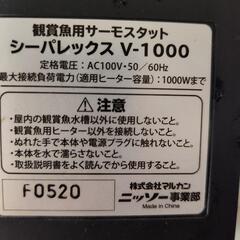 観賞魚用サーモスタット
シーパレックス V-1000
定格電圧：AC100V・50／60Hz
最大接続負荷電力（適用ヒーター容量）：1000Wまで
⚠注意
・屋内の観賞魚水槽以外に使用しないこと。
・観賞魚用ヒーター以外に使用しないこと。
・ぬれた手で本体や電源プラグに触れないこと。
・本体を水で濡らさないこと。
・取扱説明書をよく読んでから使用すること。
F0520
株式会社マルカン
ニッソー事業部
Made in China